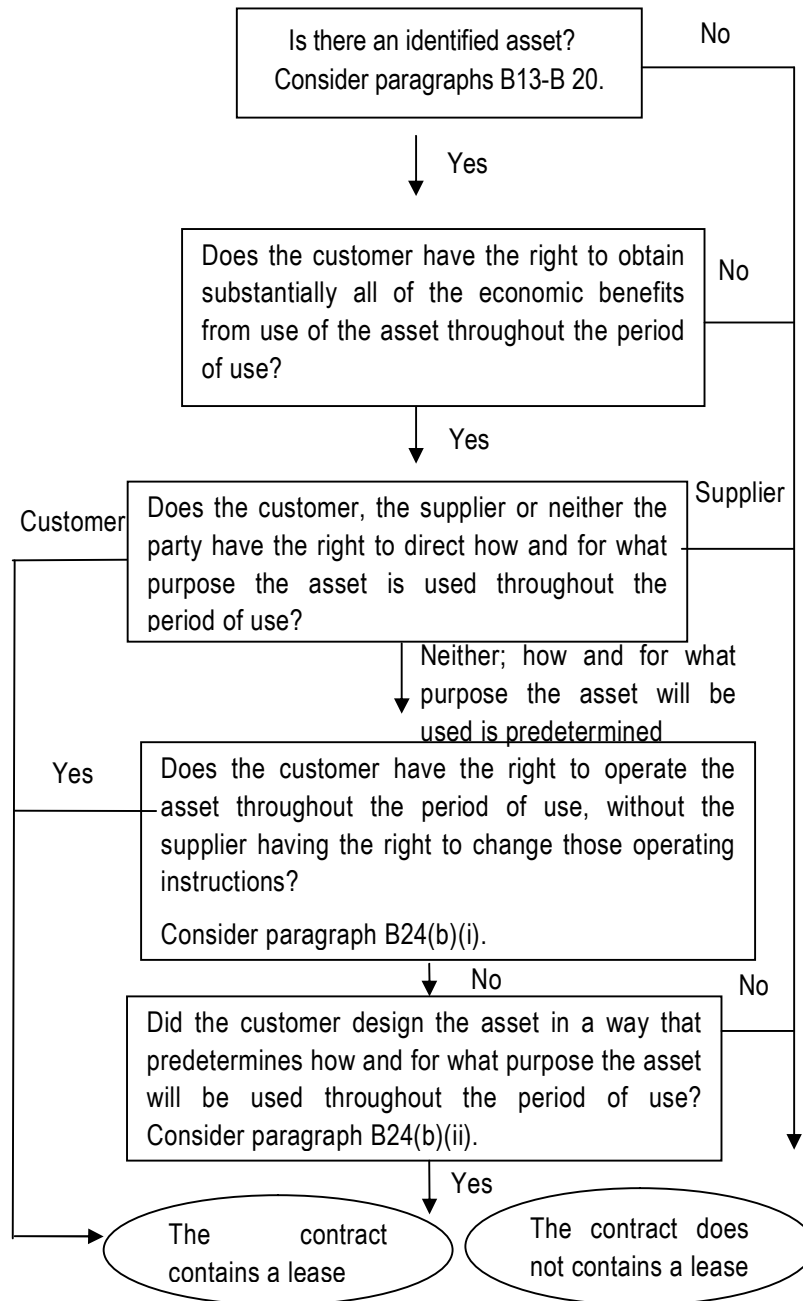 Is there an identified asset?
Consider paragraphs B13-B 20.
No
Yes
Does the customer have the right to obtain
substantially all of the economic benefits
from use of the asset throughout the period
of use?
No
Yes
Customer
Does the customer, the supplier or neither the
party have the right to direct how and for what
purpose the asset is used throughout the
period of use?
Supplier
Neither; how and for what
purpose the asset will be
used is predetermined
Yes
Does the customer have the right to operate the
asset throughout the period of use, without the
supplier having the right to change those operating
instructions?
Consider paragraph B24(b)(i).
No
No
Did the customer design the asset in a way that
predetermines how and for what purpose the asset
will be used throughout the period of use?
Consider paragraph B24(b)(ii).
Yes
The contract
contains a lease
The contract does
not contains a lease